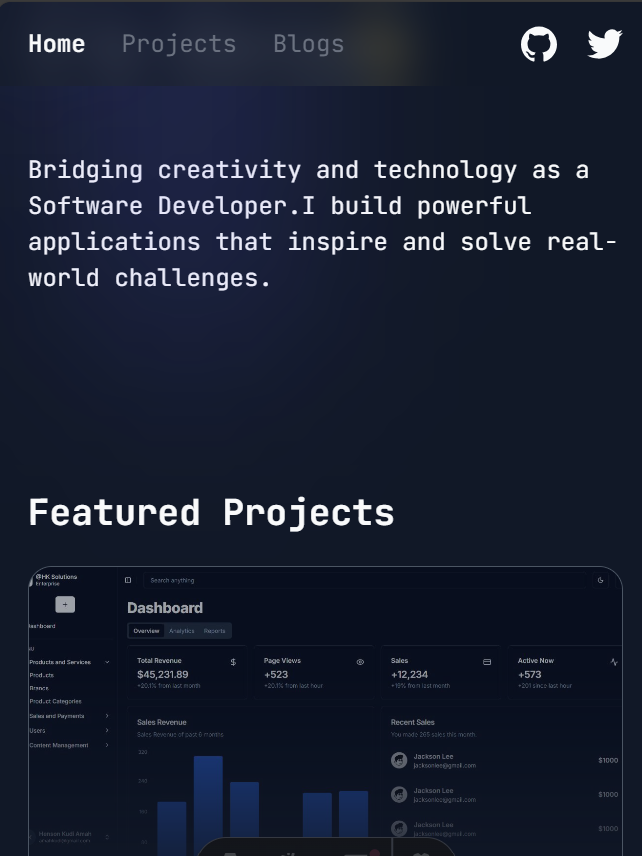 Home Projects Blogs
Bridging creativity and technology as a
Software Developer.I build powerful
applications that inspire and solve real-
world challenges.
Featured Projects
@HK Solutions
Enterprise
Search anything
+
Dashboard
Overview Analytics Reports
Total Revenue $
$45,231.89
+20.1% from last month
Page Views
+523
+20.1% from last hour
Sales
+12,234
+19% from last month
Active Now
+573
+201 since last hour
Products and Services
Products
Brands
Product Categories
Sales and Payments
Users
Content Management
Sales Revenue
Sales Revenue of past 6 months
Recent Sales
You made 265 sales this month.
Jackson Lee
jacksonlee@gmail.com
$1000
Jackson Lee
jacksonlee@gmail.com
$1000
Jackson Lee
jacksonlee@gmail.com
$1000